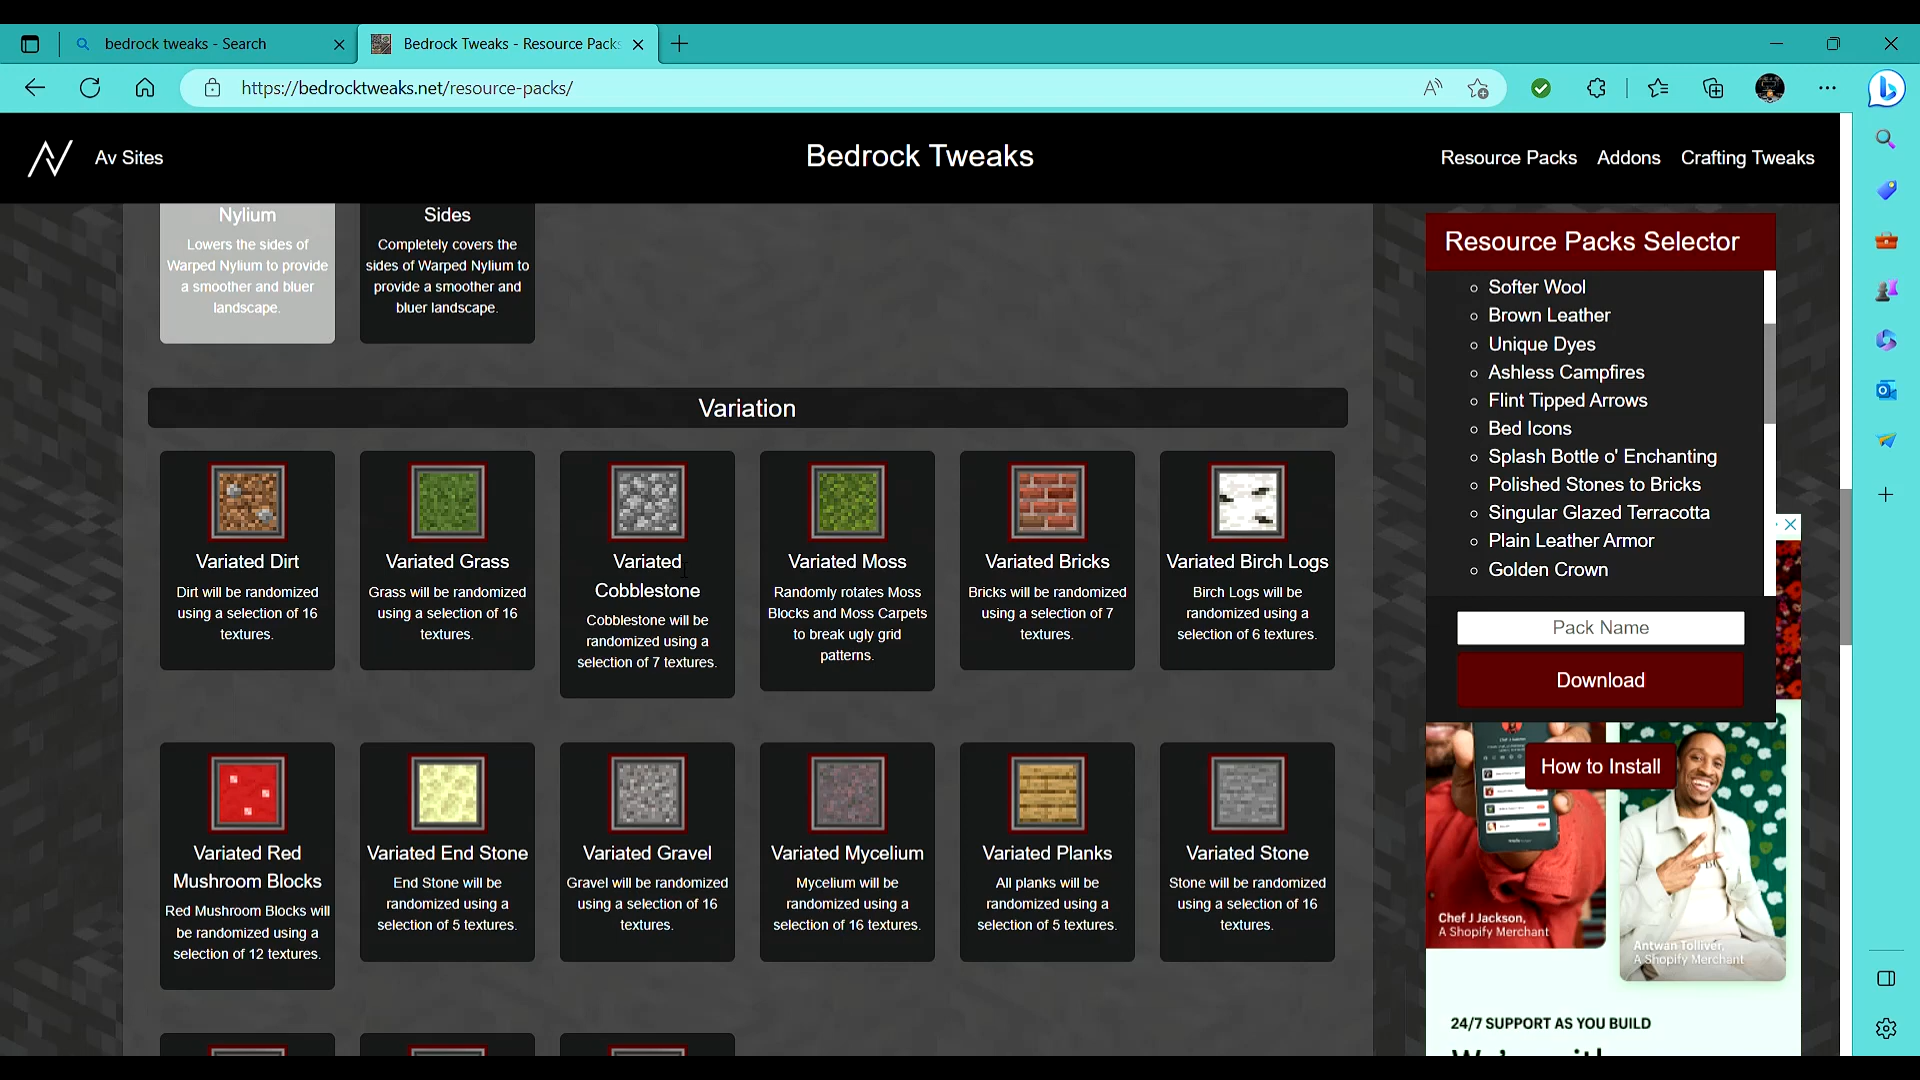 bedrock tweaks - Search
Bedrock Tweaks - Resource Packs
https://bedrocktweaks.net/resource-packs/
Av Sites
Bedrock Tweaks
Resource Packs
Addons
Crafting Tweaks
Nylium
Lowers the sides of
Warped Nylium to provide
a smoother and bluer
landscape.
Sides
Completely covers the
sides of Warped Nylium to
provide a smoother and
bluer landscape.
Variation
Variated Dirt
Dirt will be randomized
using a selection of 16
textures.
Variated Grass
Grass will be randomized
using a selection of 16
textures.
Variated
Cobblestone
Cobblestone will be
randomized using a
selection of 7 textures.
Variated Moss
Randomly rotates Moss
Blocks and Moss Carpets
to break ugly grid
patterns.
Variated Bricks
Bricks will be randomized
using a selection of 7
textures.
Variated Birch Logs
Birch Logs will be
randomized using a
selection of 6 textures.
Variated Red
Mushroom Blocks
Red Mushroom Blocks will
be randomized using a
selection of 12 textures.
Variated End Stone
End Stone will be
randomized using a
selection of 5 textures.
Variated Gravel
Gravel will be randomized
using a selection of 16
textures.
Variated Mycelium
Mycelium will be
randomized using a
selection of 16 textures.
Variated Planks
All planks will be
randomized using a
selection of 5 textures.
Variated Stone
Stone will be randomized
using a selection of 16
textures.
Resource Packs Selector
Softer Wool
Brown Leather
Unique Dyes
Ashless Campfires
Flint Tipped Arrows
Bed Icons
Splash Bottle o' Enchanting
Polished Stones to Bricks
Singular Glazed Terracotta
Plain Leather Armor
Golden Crown
Pack Name
Download
How to Install
Chef J Jackson,
A Shopify Merchant
Antwan Tolliver,
A Shopify Merchant
24/7 SUPPORT AS YOU BUILD